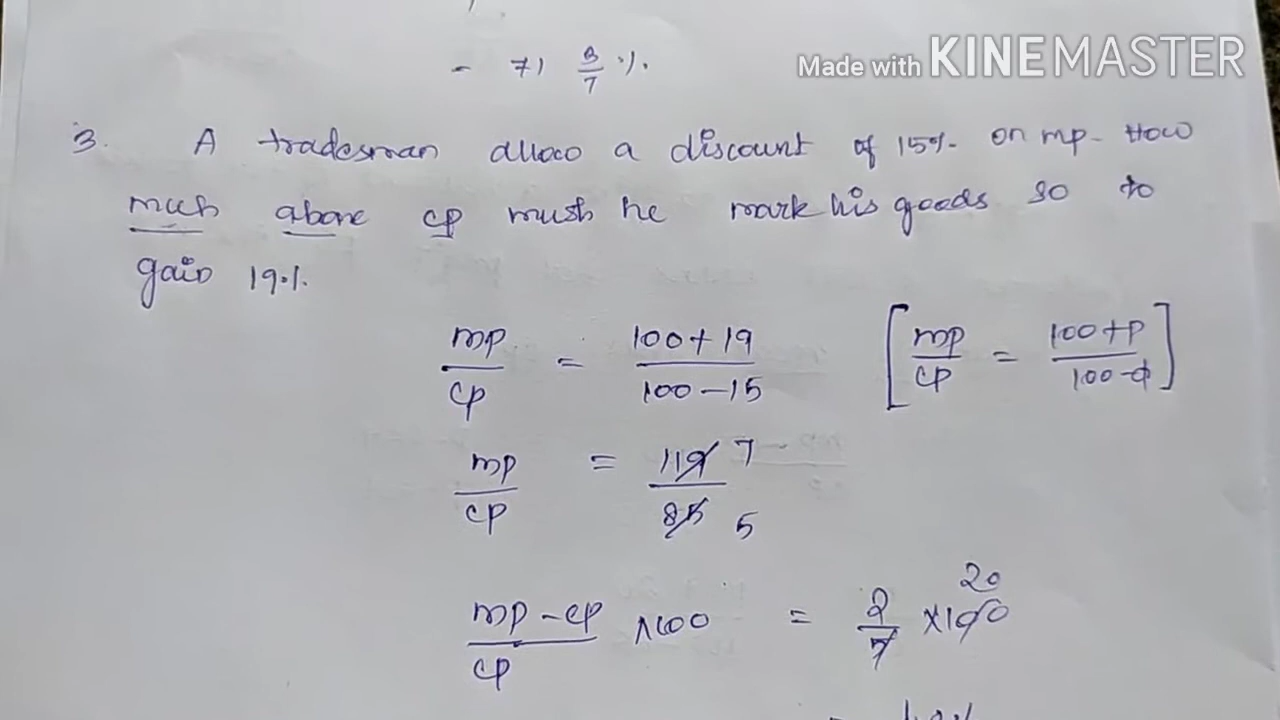 Made with KINEMASTER
- 71 3/7 %.
3. A tradesman allow a discount of 15% on mp. How
much above cp must he mark his goods so to
gain 19%.
mp/cp = 100+19/100-15 [mp/cp = 100+p/100-d]
mp/cp = 119/85 7/5
mp-cp/cp ×100 = 2/7 ×100 20